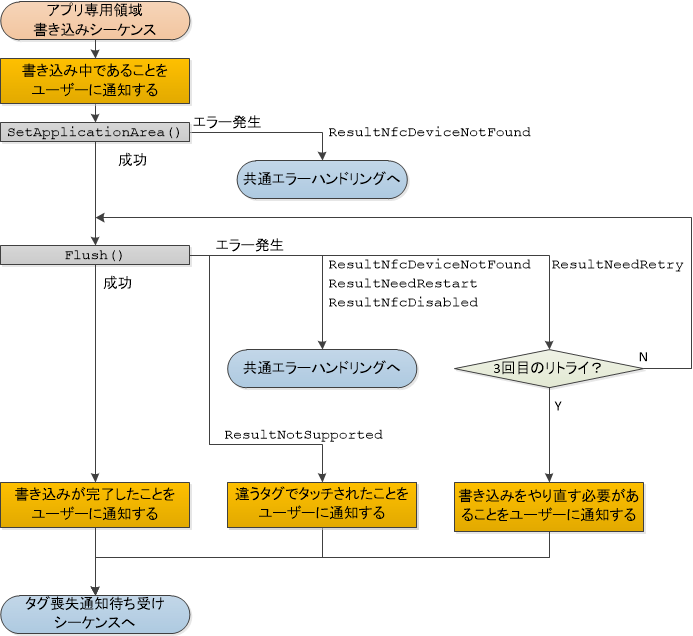 アプリ専用領域
書き込みシーケンス
書き込み中であることを
ユーザーに通知する
SetApplicationArea()
エラー発生
ResultNfcDeviceNotFound
成功
共通エラーハンドリングへ
Flush()
エラー発生
成功
ResultNfcDeviceNotFound
ResultNeedRestart
ResultNfcDisabled
ResultNeedRetry
共通エラーハンドリングへ
3回目のリトライ？
N
Y
ResultNotSupported
書き込みが完了したことを
ユーザーに通知する
違うタグでタッチされたことを
ユーザーに通知する
書き込みをやり直す必要があ
ることをユーザーに通知する
タグ喪失通知待ち受け
シーケンスへ